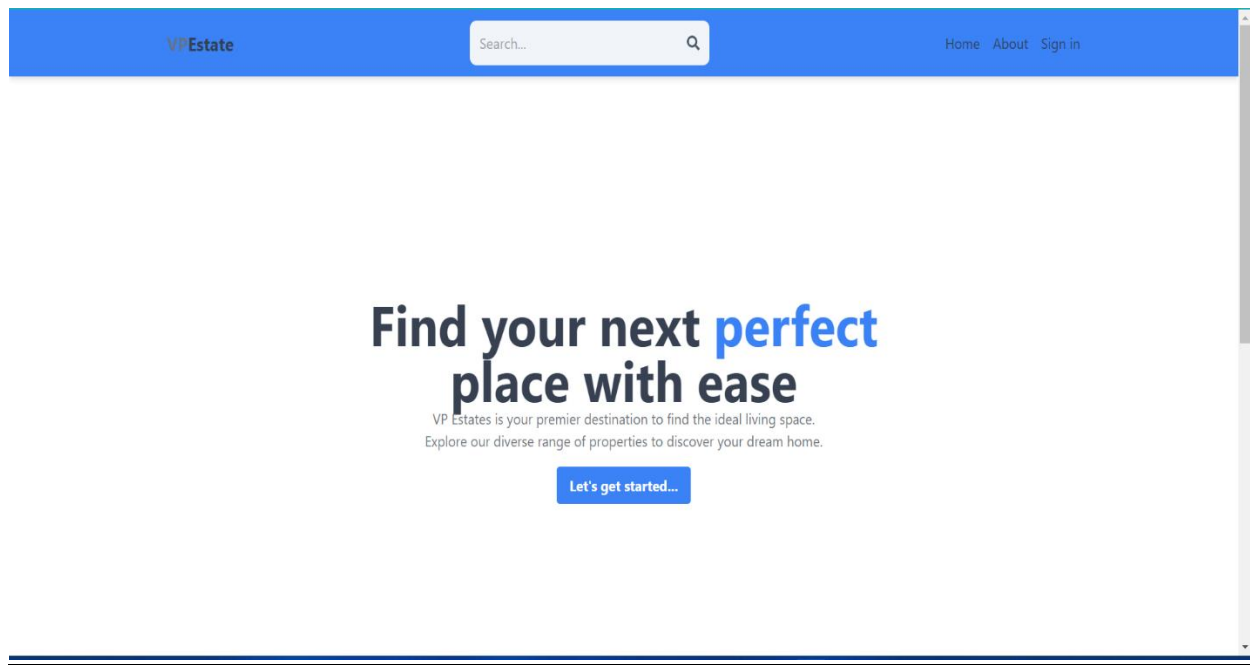 VPEstate
Search...
Home About Sign in
Find your next perfect
place with ease
VP Estates is your premier destination to find the ideal living space.
Explore our diverse range of properties to discover your dream home.
Let's get started...